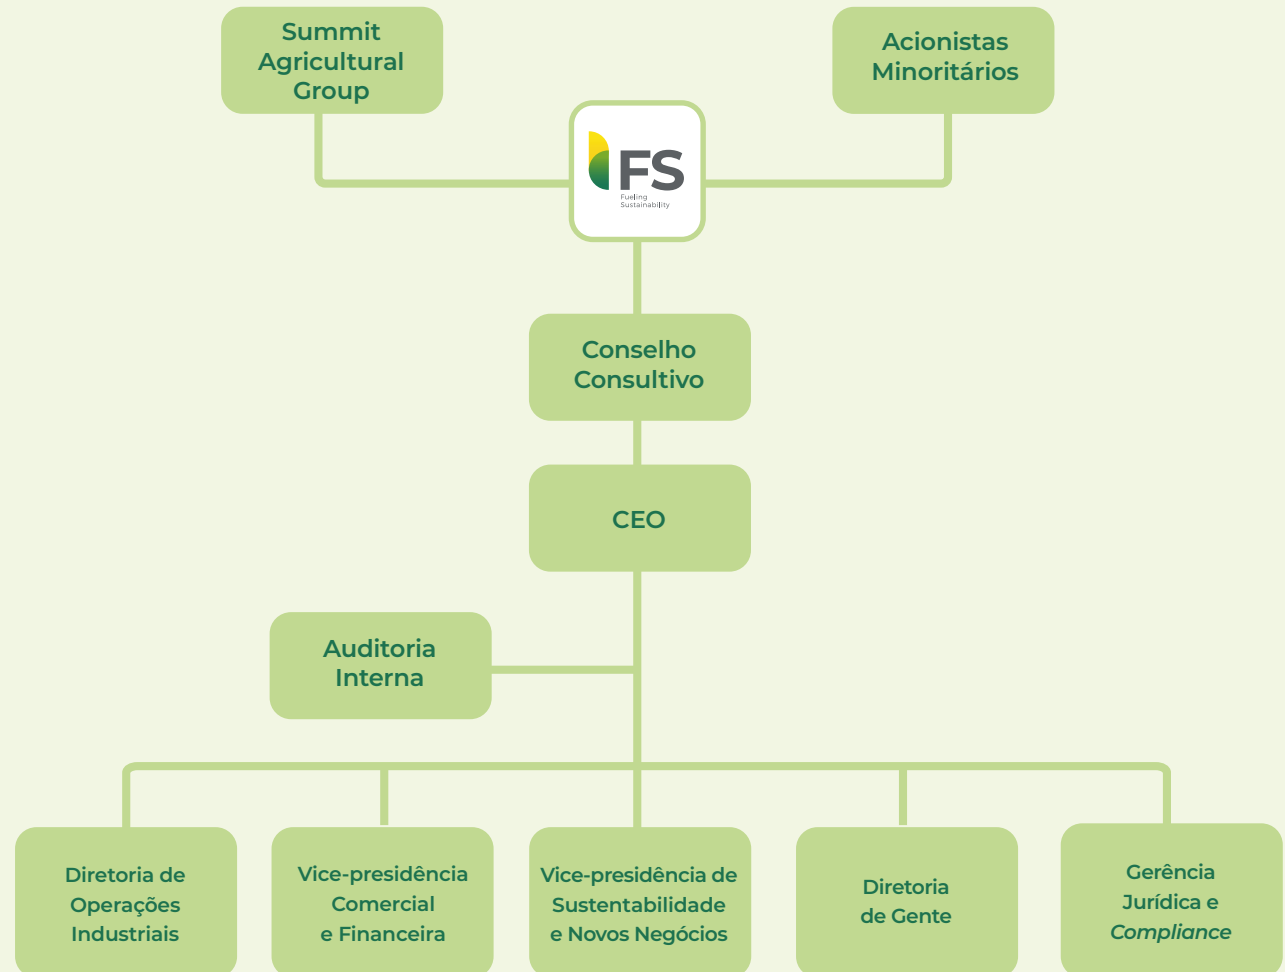 Summit
Agricultural
Group
Acionistas
Minoritários
FS
Fueling
Sustainability
Conselho
Consultivo
CEO
Auditoria
Interna
Diretoria de
Operações
Industriais
Vice-presidência
Comercial
e Financeira
Vice-presidência de
Sustentabilidade
e Novos Negócios
Diretoria
de Gente
Gerência
Jurídica e
Compliance